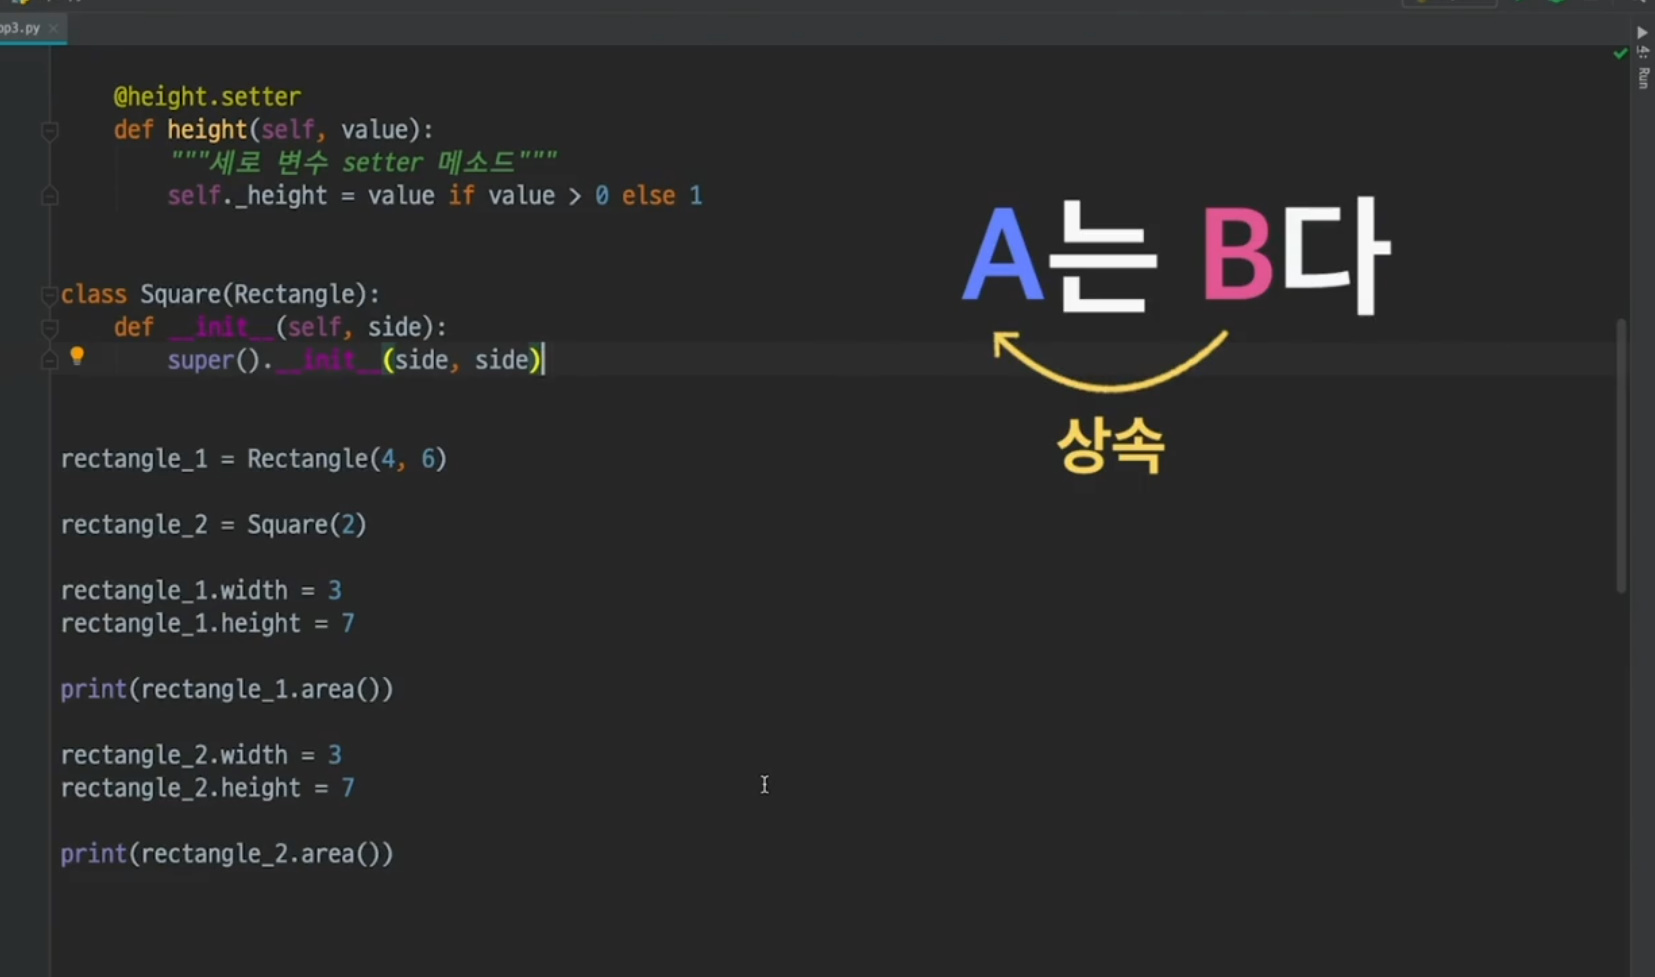 op3.py
4: Run
@height.setter
def height(self, value):
"""세로 변수 setter 메소드"""
self._height = value if value > 0 else 1
class Square(Rectangle):
def __init__(self, side):
super().__init__(side, side)
rectangle_1 = Rectangle(4, 6)
rectangle_2 = Square(2)
rectangle_1.width = 3
rectangle_1.height = 7
print(rectangle_1.area())
rectangle_2.width = 3
rectangle_2.height = 7
print(rectangle_2.area())
A는 B다
상속